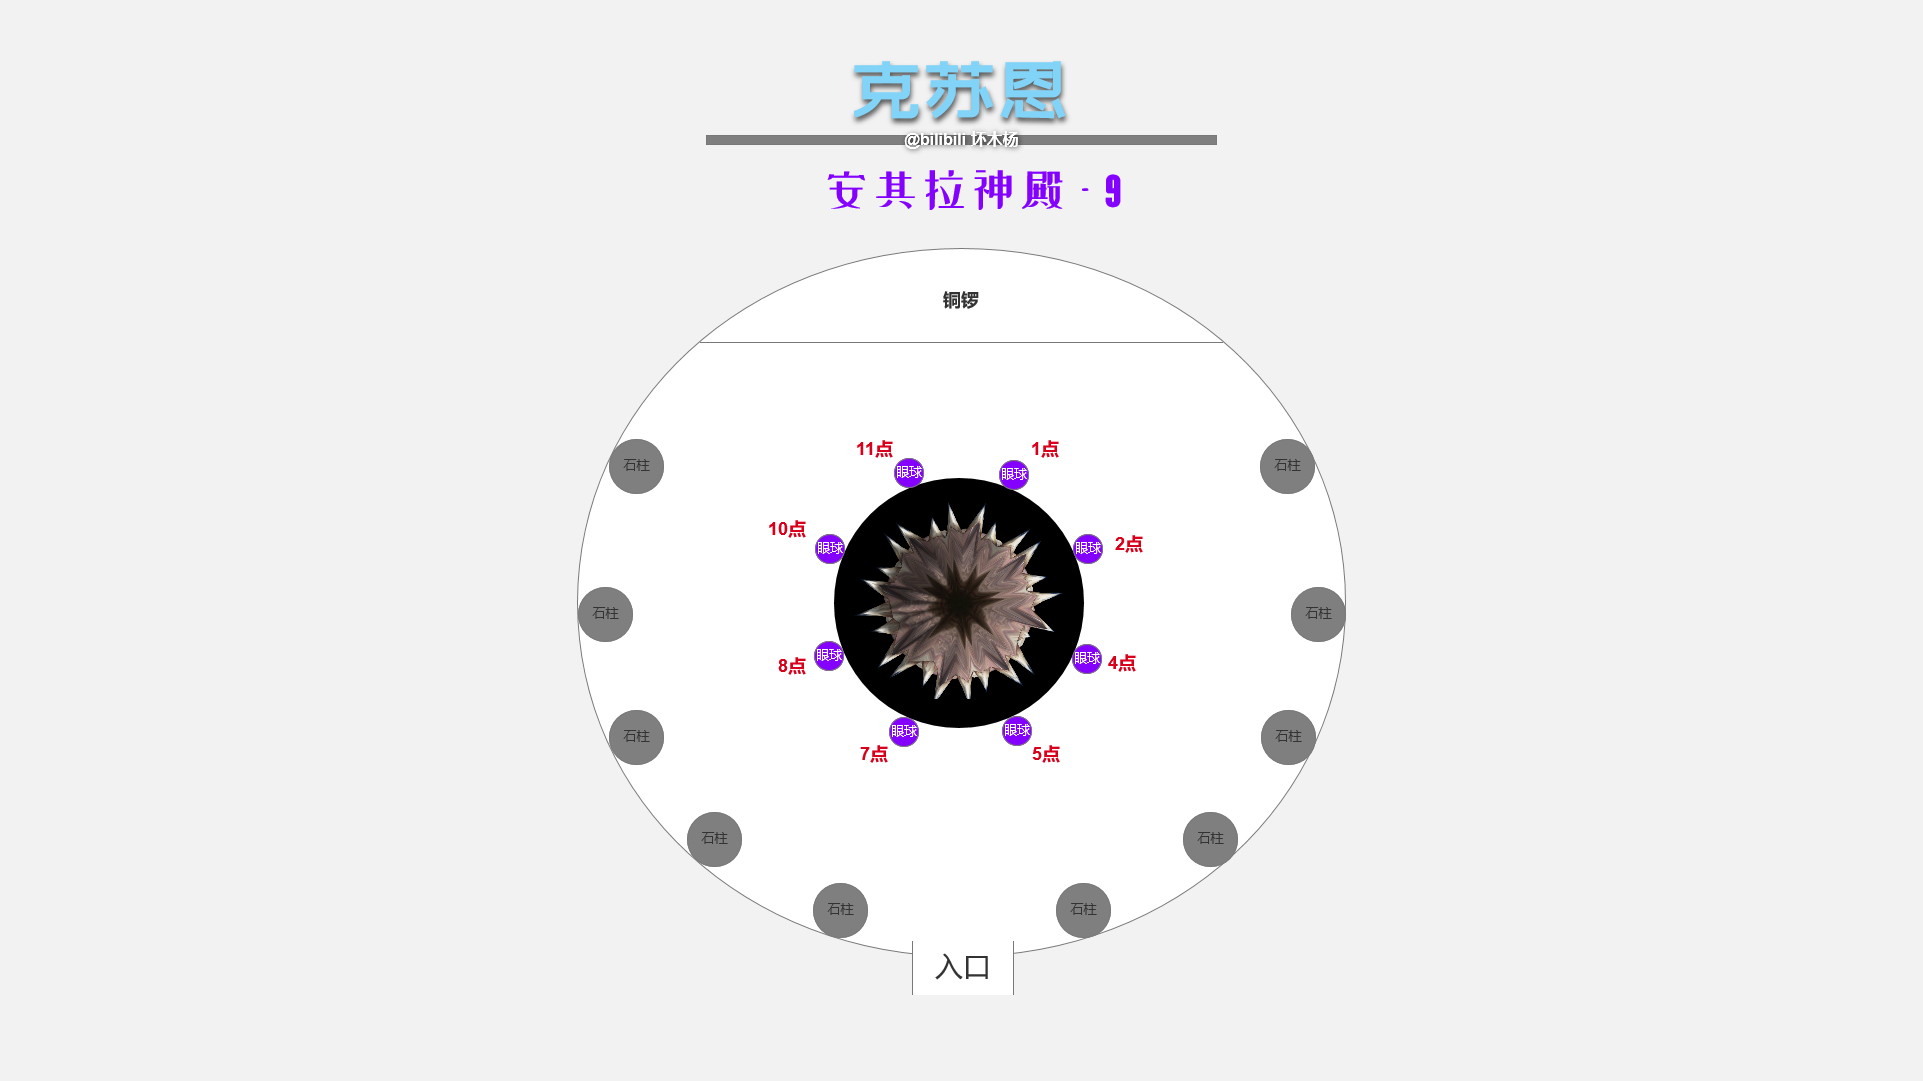 克苏恩
@bilibili 坏木杨
安其拉神殿 - 9
铜锣
11点
1点
眼球
眼球
石柱
石柱
10点
2点
眼球
眼球
石柱
石柱
8点
眼球
眼球
4点
眼球
眼球
7点
5点
石柱
石柱
石柱
石柱
石柱
石柱
入口